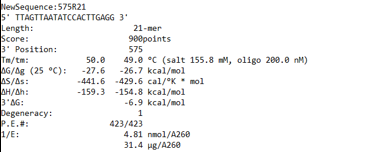 NewSequence:575R21
5' TTAGTTAATATCCACTTGAGG 3'
Length: 21-mer
Score: 900points
3' Position: 575
Tm/tm: 50.0 49.0 °C (salt 155.8 mM, oligo 200.0 nM)
ΔG/Δg (25 °C): -27.6 -26.7 kcal/mol
ΔS/Δs: -441.6 -429.6 cal/°K * mol
ΔH/Δh: -159.3 -154.8 kcal/mol
3'ΔG: -6.9 kcal/mol
Degeneracy: 1
P.E.#: 423/423
1/E: 4.81 nmol/A260
31.4 µg/A260